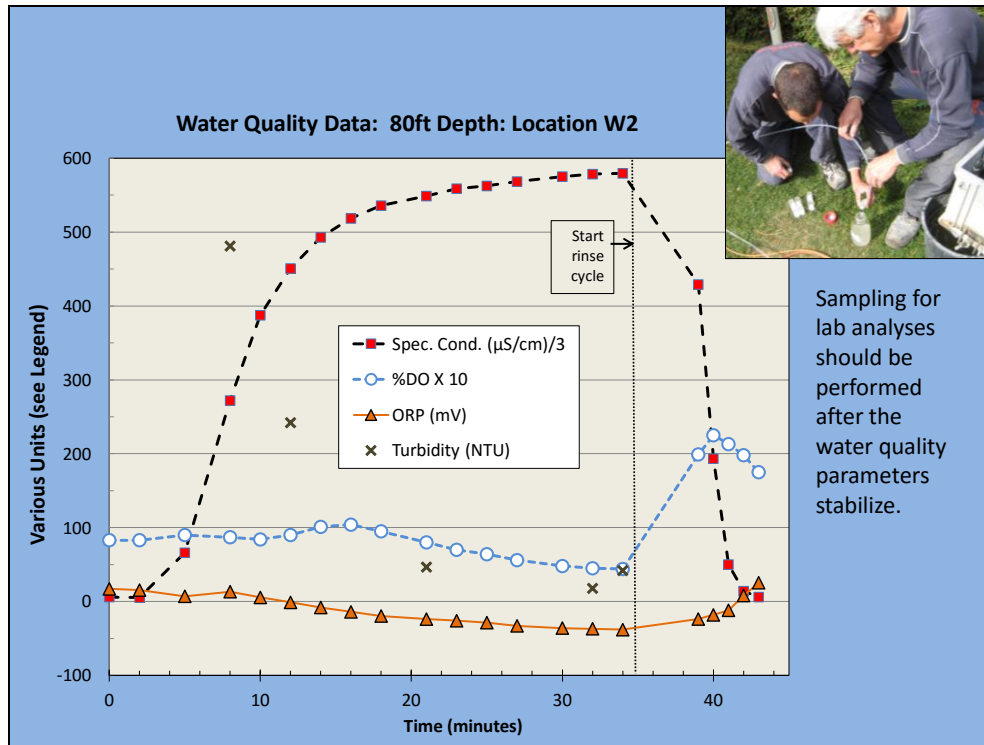 Water Quality Data:  80ft Depth: Location W2
Various Units (see Legend)
600
500
400
300
200
100
0
-100
Start
rinse
cycle
Spec. Cond. (µS/cm)/3
%DO X 10
ORP (mV)
Turbidity (NTU)
0
10
20
30
40
Time (minutes)
Sampling for
lab analyses
should be
performed
after the
water quality
parameters
stabilize.